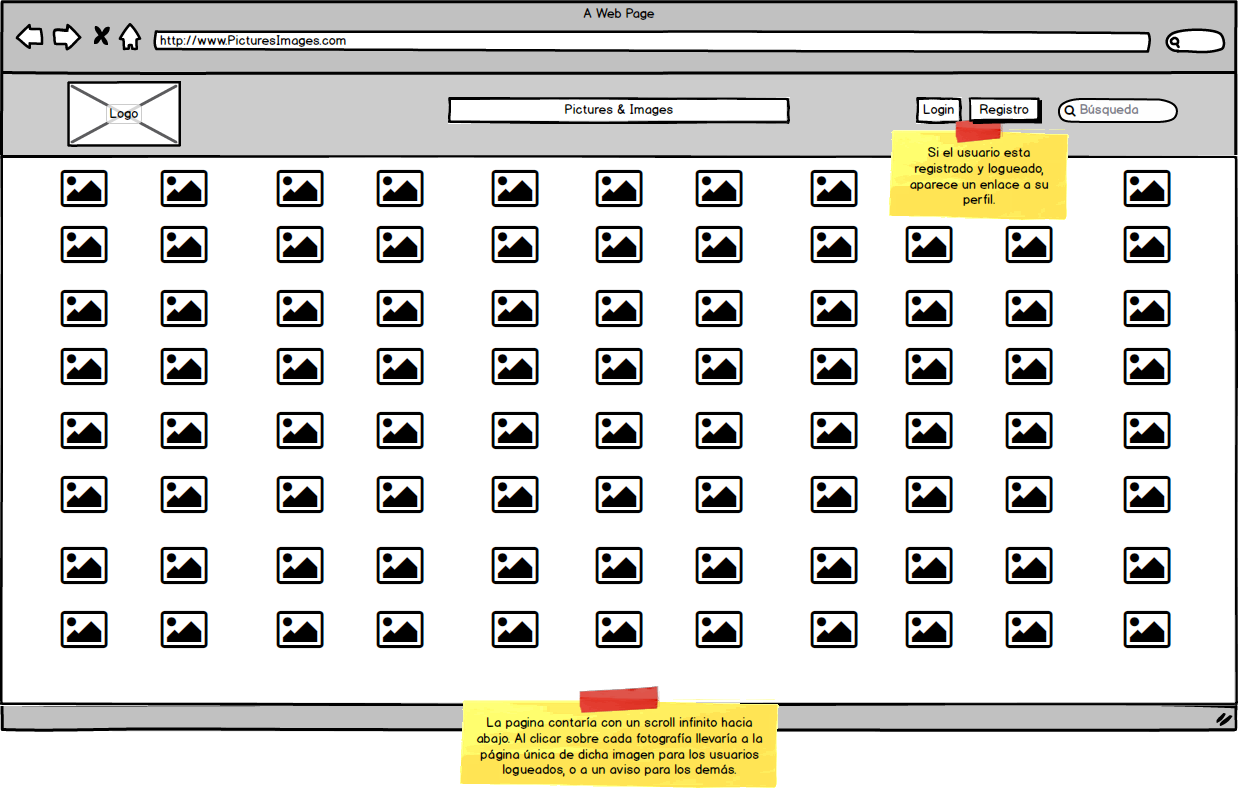 A Web Page
http://www.PicturesImages.com
Logo
Pictures & Images
Login
Registro
Búsqueda
Si el usuario esta
registrado y logueado,
aparece un enlace a su
perfil.
La pagina contaría con un scroll infinito hacia
abajo. Al clicar sobre cada fotografía llevaría a la
página única de dicha imagen para los usuarios
logueados, o a un aviso para los demás.